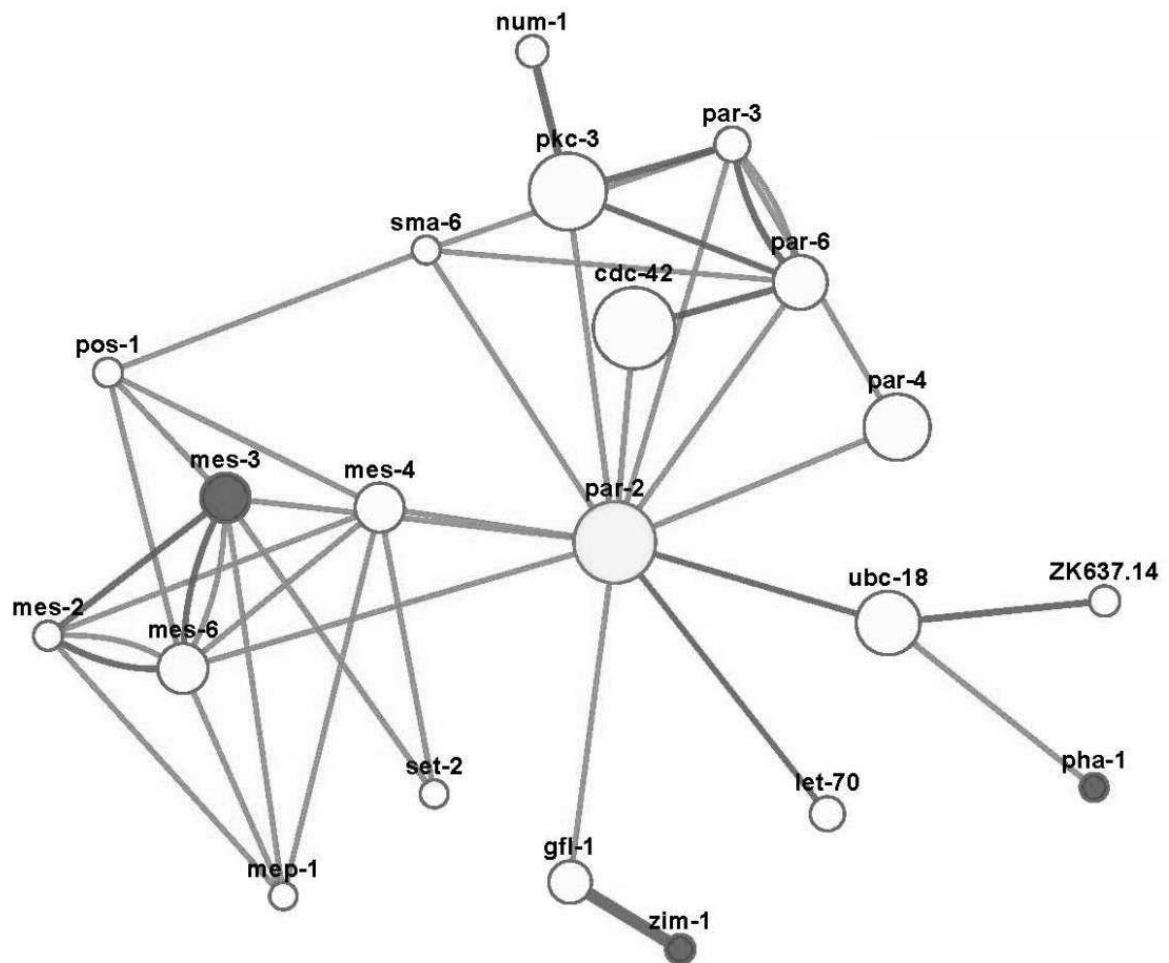 num-1
par-3
pkc-3
sma-6
par-6
cdc-42
pos-1
par-4
mes-3
mes-4
par-2
ubc-18
ZK637.14
mes-2
mes-6
set-2
let-70
pha-1
mep-1
gfl-1
zim-1